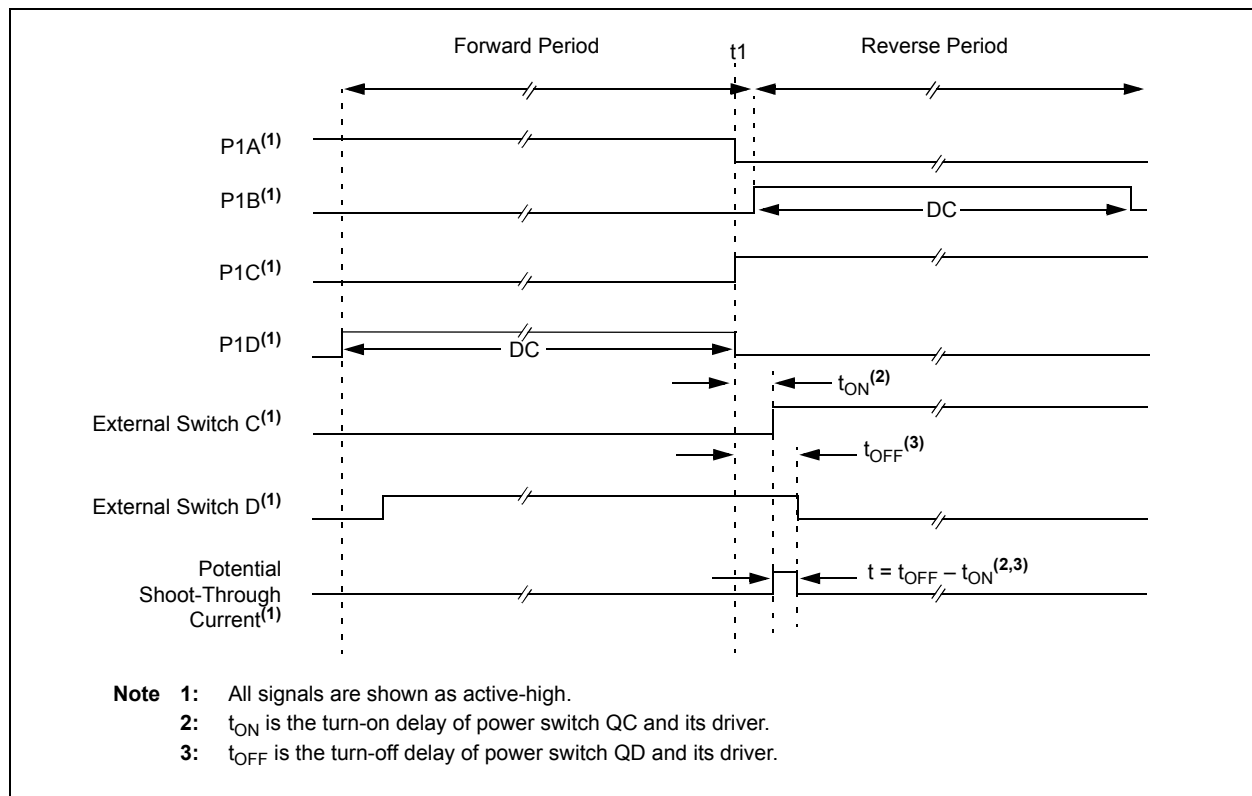 Forward Period
t1
Reverse Period
P1A(1)
P1B(1)
DC
P1C(1)
P1D(1)
DC
tON(2)
External Switch C(1)
tOFF(3)
External Switch D(1)
Potential
Shoot-Through
Current(1)
t = tOFF – tON(2,3)
Note 1: All signals are shown as active-high.
2: tON is the turn-on delay of power switch QC and its driver.
3: tOFF is the turn-off delay of power switch QD and its driver.